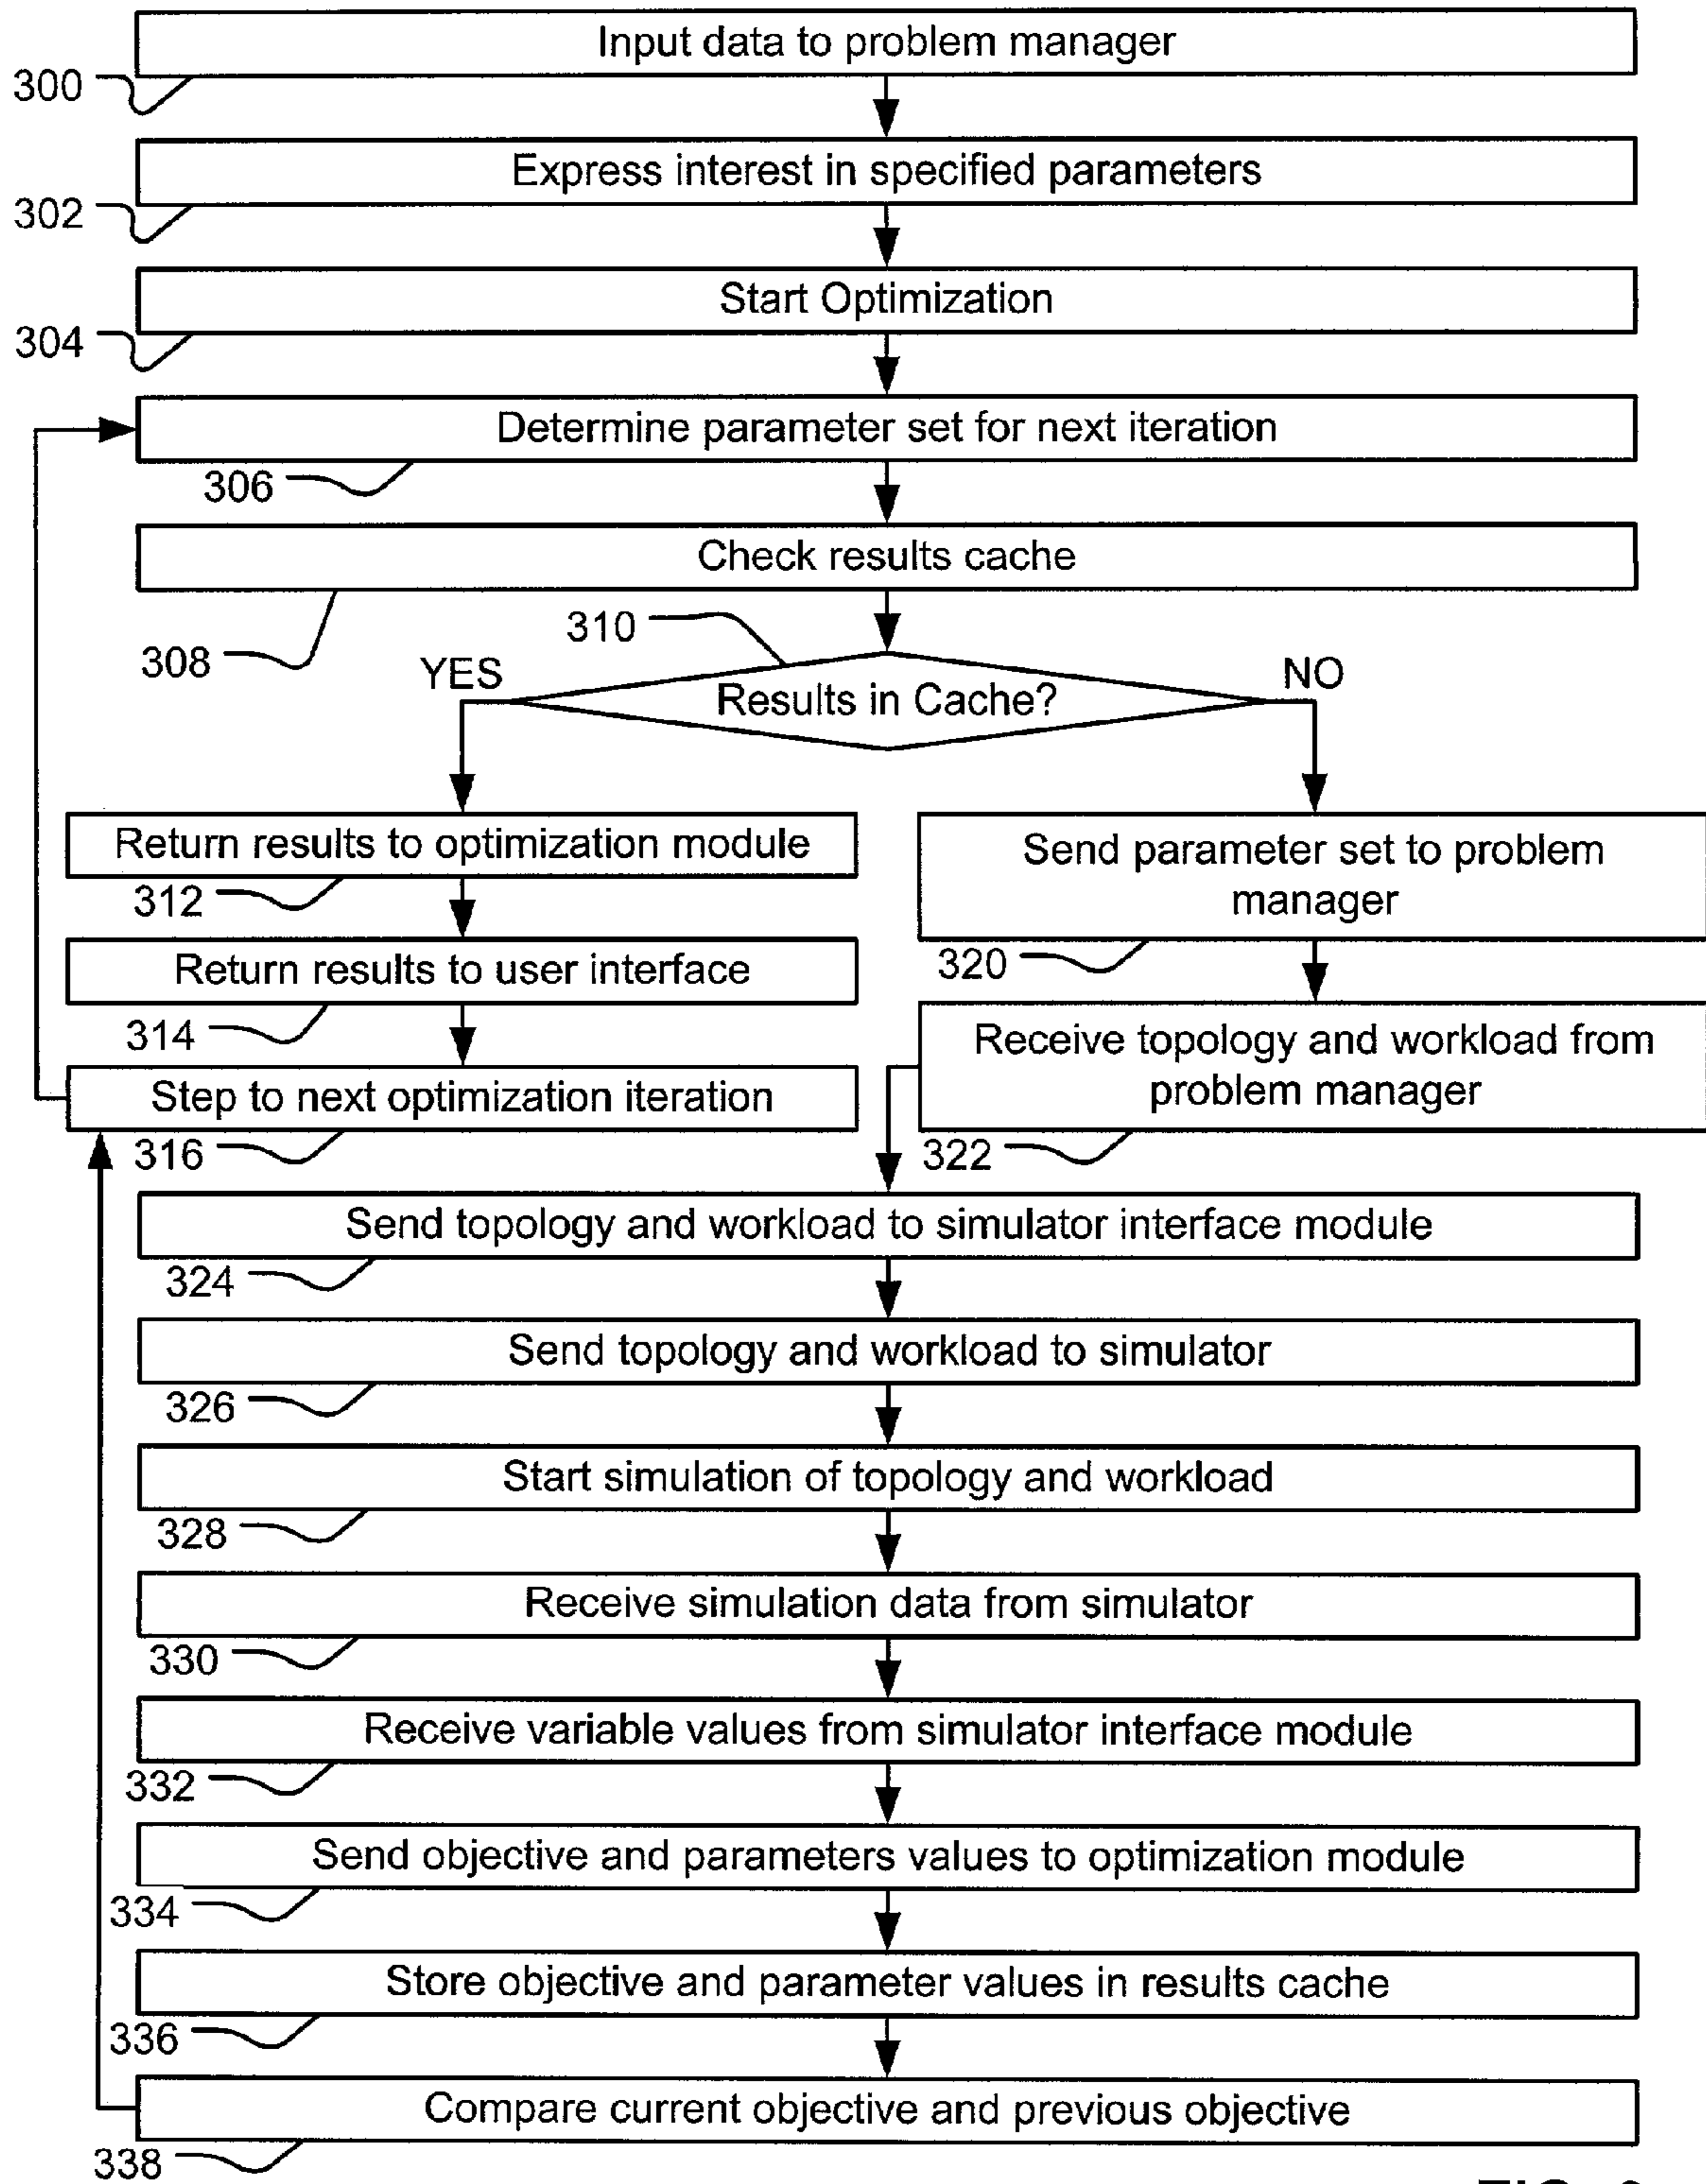 Input data to problem manager
300
Express interest in specified parameters
302
Start Optimization
304
Determine parameter set for next iteration
306
Check results cache
308
310
YES
NO
Results in Cache?
Return results to optimization module
312
Send parameter set to problem
manager
320
Return results to user interface
314
Receive topology and workload from
problem manager
322
Step to next optimization iteration
316
Send topology and workload to simulator interface module
324
Send topology and workload to simulator
326
Start simulation of topology and workload
328
Receive simulation data from simulator
330
Receive variable values from simulator interface module
332
Send objective and parameters values to optimization module
334
Store objective and parameter values in results cache
336
Compare current objective and previous objective
338